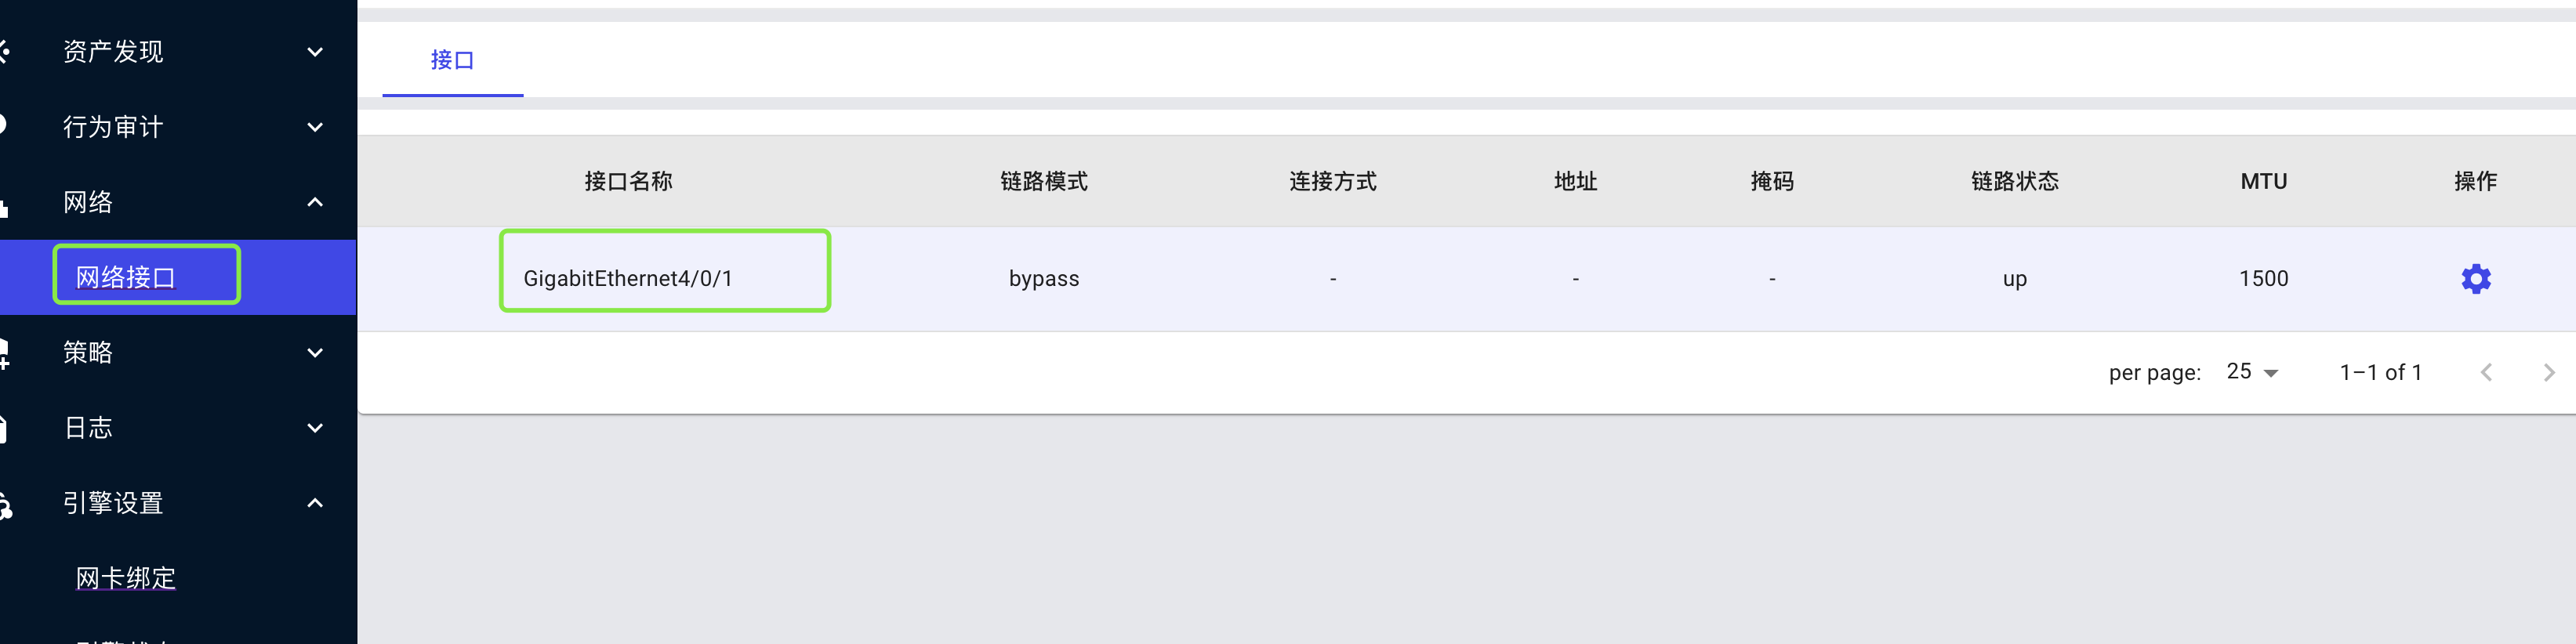 资产发现
行为审计
网络
网络接口
策略
日志
引擎设置
网卡绑定
接口
接口名称 链路模式 连接方式 地址 掩码 链路状态 MTU 操作
GigabitEthernet4/0/1 bypass - - - up 1500
per page: 25 1–1 of 1